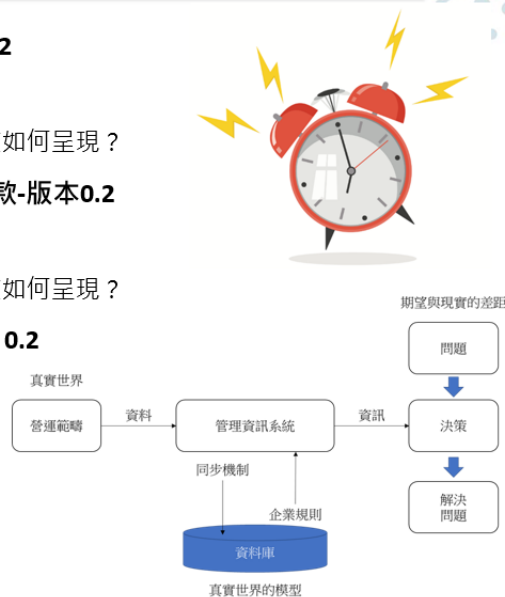 2
如何呈現？
款-版本0.2
如何呈現？
0.2
期望與現實的差距
問題
真實世界
營運範疇
資料
管理資訊系統
資訊
決策
同步機制
企業規則
解決
問題
資料庫
真實世界的模型